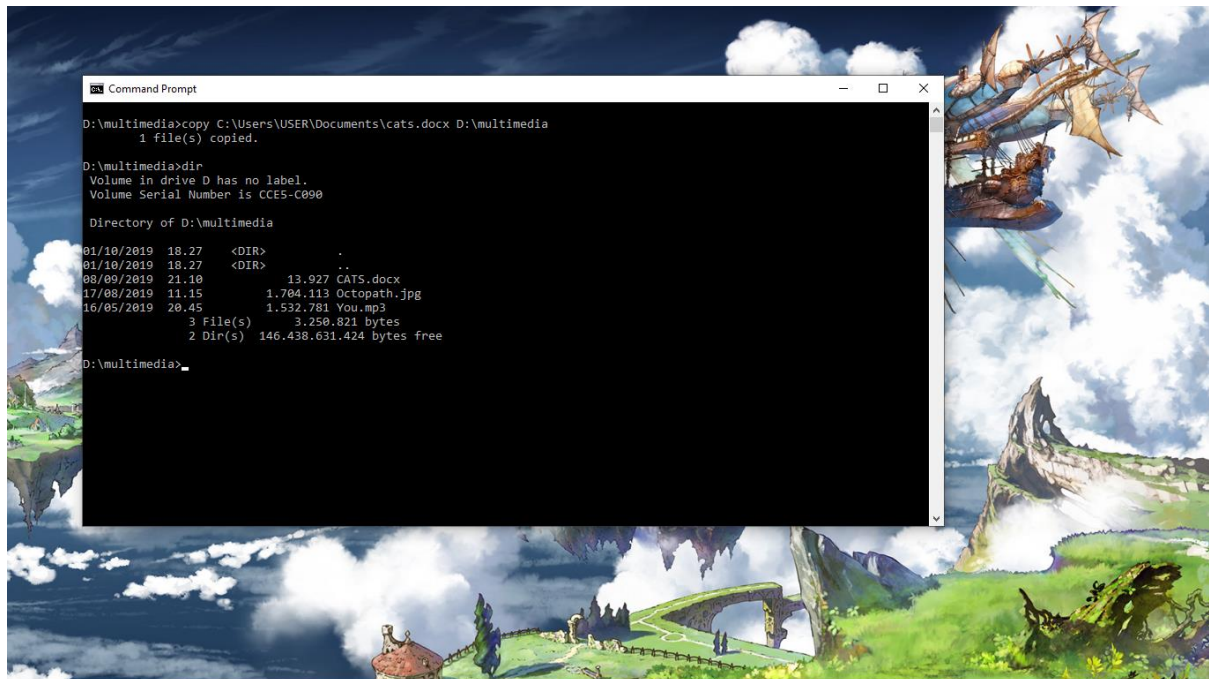 Command Prompt
D:\multimedia>copy C:\Users\USER\Documents\cats.docx D:\multimedia
        1 file(s) copied.
D:\multimedia>dir
 Volume in drive D has no label.
 Volume Serial Number is CCE5-C090
 Directory of D:\multimedia
01/10/2019  18.27    <DIR>          .
01/10/2019  18.27    <DIR>          ..
08/09/2019  21.10            13.927 CATS.docx
17/08/2019  11.15         1.704.113 Octopath.jpg
16/05/2019  20.45         1.532.781 You.mp3
               3 File(s)      3.250.821 bytes
               2 Dir(s)  146.438.631.424 bytes free
D:\multimedia>